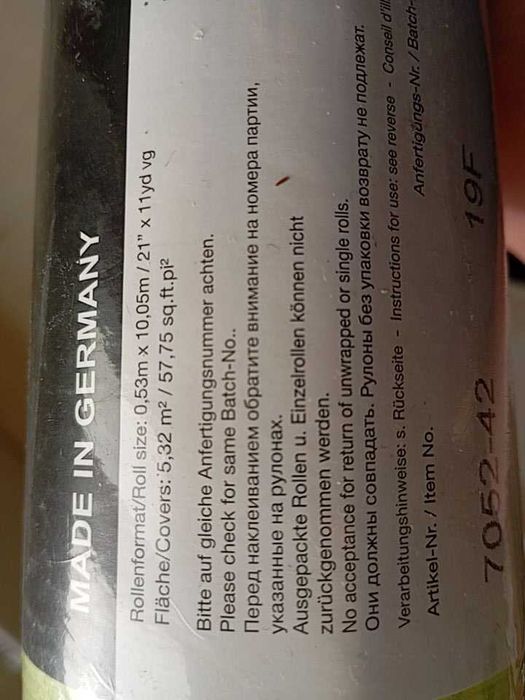 MADE IN GERMANY
Rollenformat/Roll size: 0,53m x 10,05m / 21" x 11yd vg
Fläche/Covers: 5,32 m² / 57,75 sq.ft.pi²
Bitte auf gleiche Anfertigungsnummer achten.
Please check for same Batch-No..
Перед наклеиванием обратите внимание на номера партии,
указанные на рулонах.
Ausgepackte Rollen u. Einzelrollen können nicht
zurückgenommen werden.
No acceptance for return of unwrapped or single rolls.
Они должны совпадать. Рулоны без упаковки возврату не подлежат.
Verarbeitungshinweise: s. Rückseite - Instructions for use: see reverse - Conseil
Artikel-Nr. / Item No. Anfertigungs-Nr. / Batch-
7052-42 19F